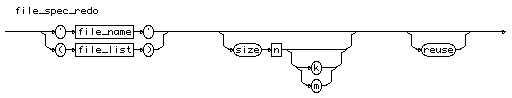 file_spec_redo
' file_name '
( file_list )
size n
k
m
reuse